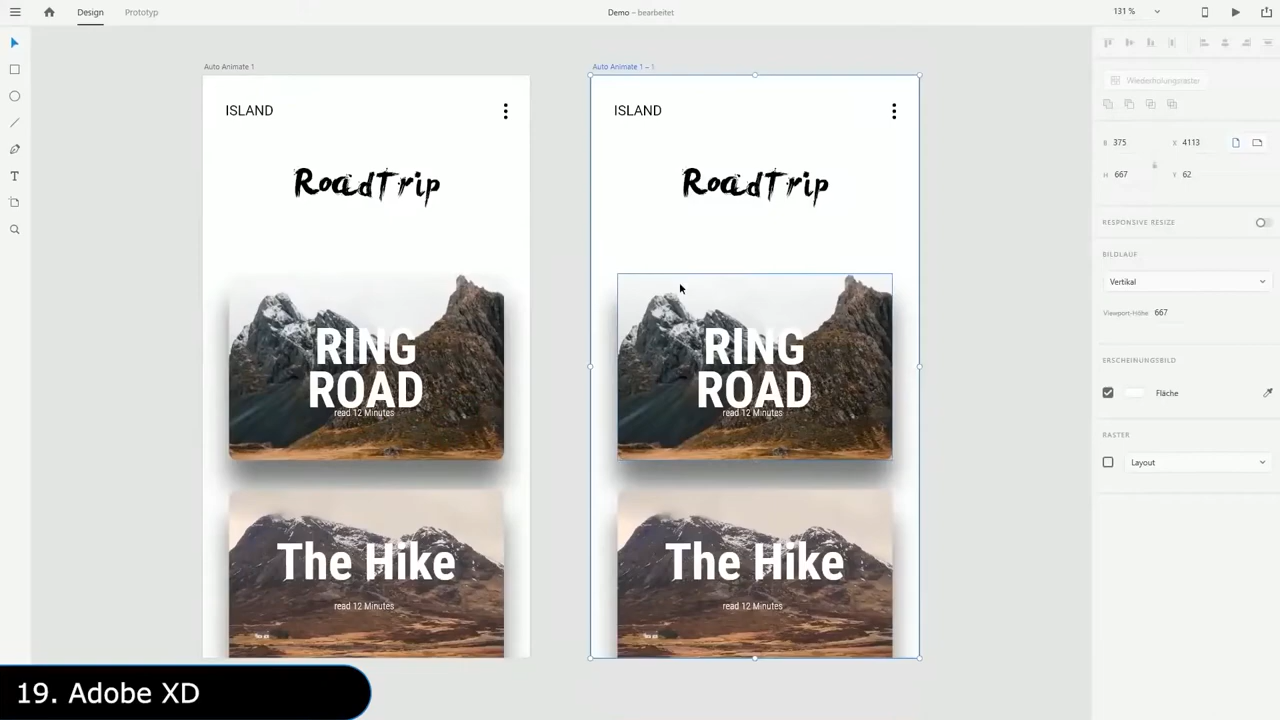 Design
Prototyp
Demo – bearbeitet
131 %
Auto Animate 1
Auto Animate 1 – 1
ISLAND
ISLAND
RoadTrip
RoadTrip
RING
ROAD
read 12 Minutes
RING
ROAD
read 12 Minutes
The Hike
read 12 Minutes
The Hike
read 12 Minutes
Wiederholungsraster
B 375 X 4113
H 667 Y 62
RESPONSIVE RESIZE
BILDLAUF
Vertikal
Viewport-Höhe 667
ERSCHEINUNGSBILD
Fläche
RASTER
Layout
19. Adobe XD